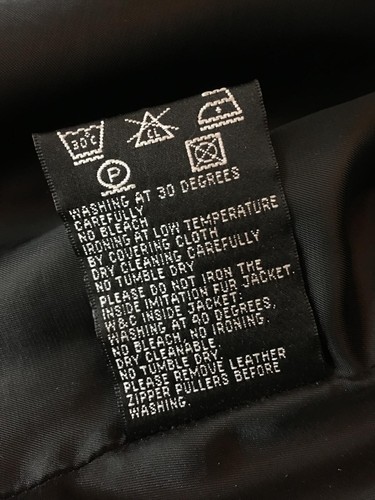 30°C
CL
P
WASHING AT 30 DEGREES
CAREFULLY
NO BLEACH
IRONING AT LOW TEMPERATURE
BY COVERING CLOTH
DRY CLEANING CAREFULLY
NO TUMBLE DRY
PLEASE DO NOT IRON THE
INSIDE IMITATION FUR JACKET.
W&C INSIDE JACKET:
WASHING AT 40 DEGREES,
NO BLEACH, NO IRONING.
DRY CLEANABLE.
NO TUMBLE DRY.
PLEASE REMOVE LEATHER
ZIPPER PULLERS BEFORE
WASHING.